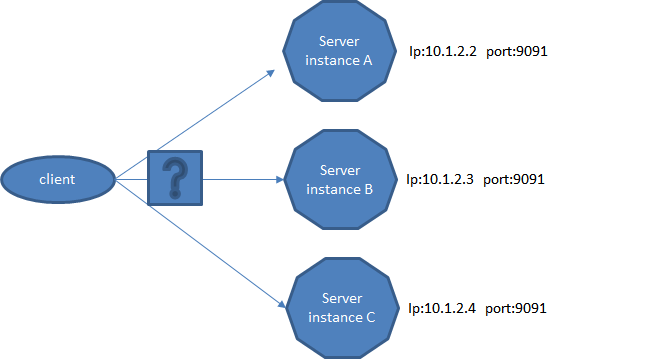 Server
instance A
Ip:10.1.2.2 port:9091
client
?
Server
instance B
Ip:10.1.2.3 port:9091
Server
instance C
Ip:10.1.2.4 port:9091